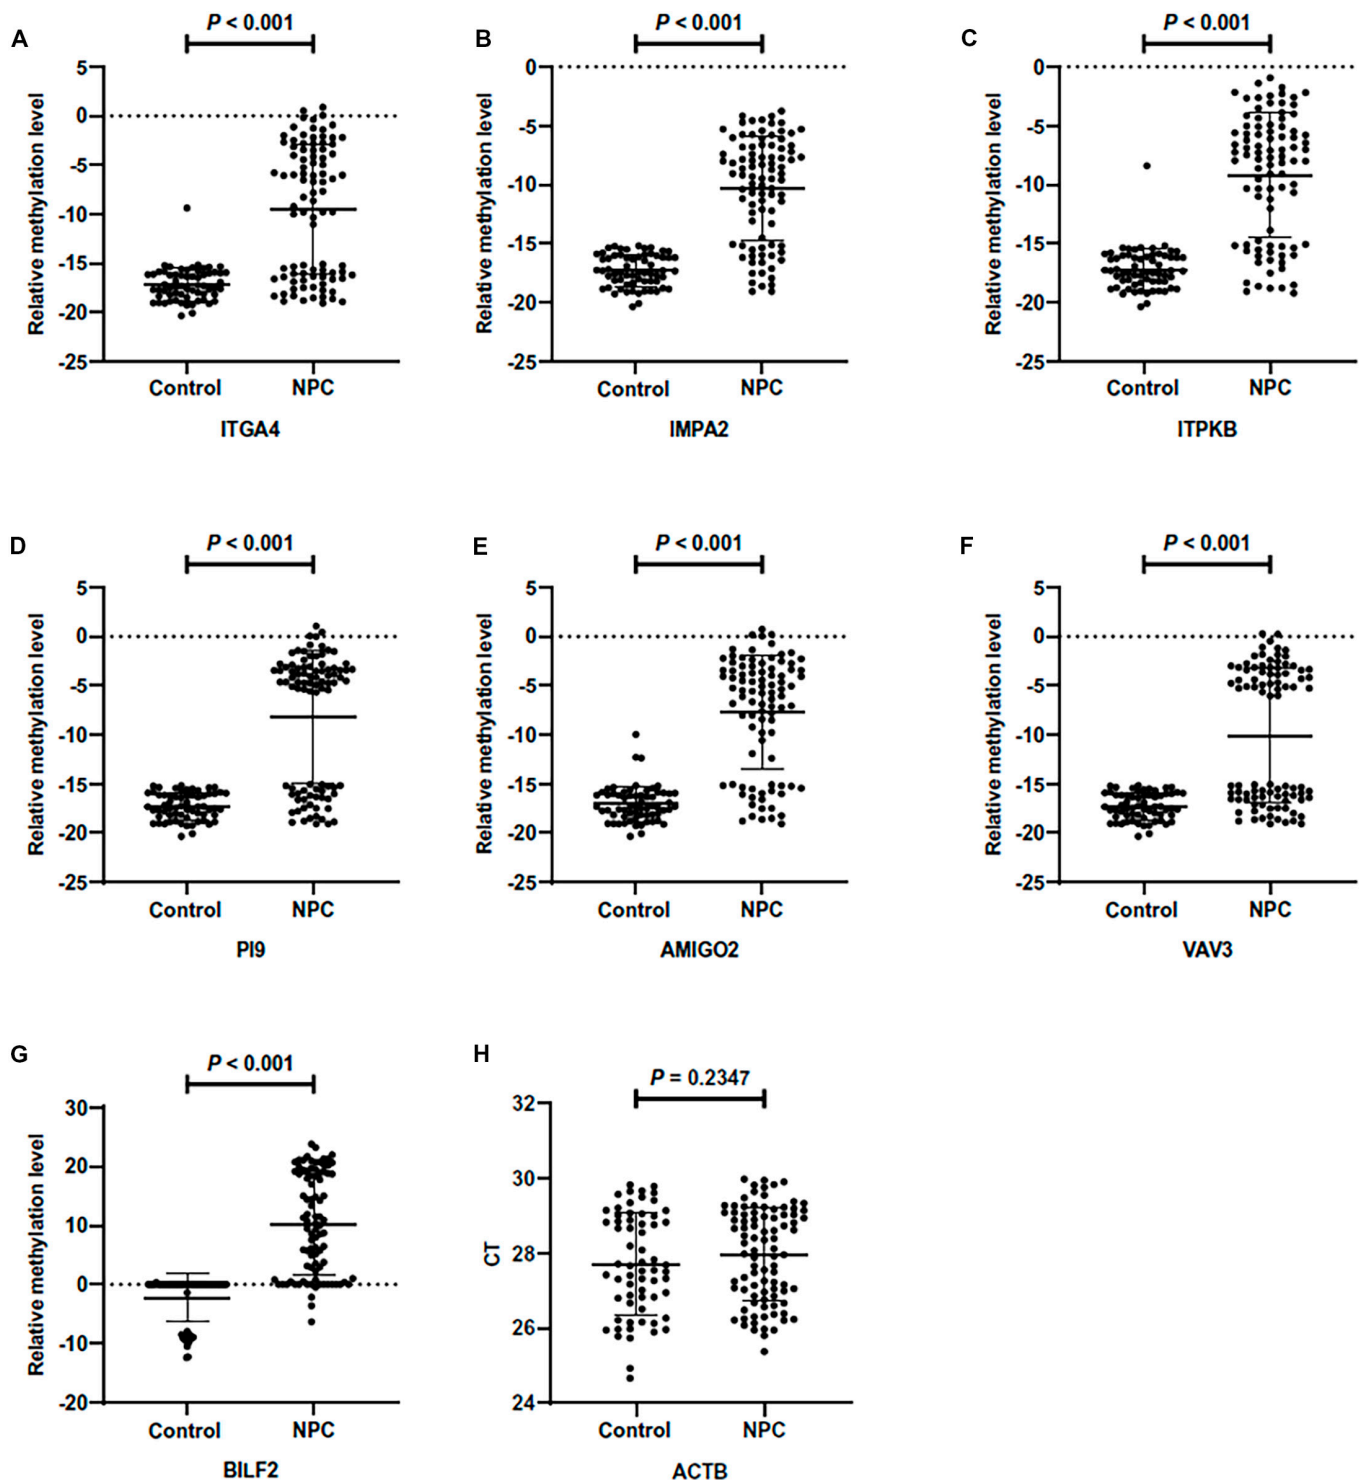 A
P < 0.001
Relative methylation level
5
0
-5
-10
-15
-20
-25
Control NPC
ITGA4
B
P < 0.001
Relative methylation level
0
-5
-10
-15
-20
-25
Control NPC
IMPA2
C
P < 0.001
Relative methylation level
0
-5
-10
-15
-20
-25
Control NPC
ITPKB
D
P < 0.001
Relative methylation level
5
0
-5
-10
-15
-20
-25
Control NPC
PI9
E
P < 0.001
Relative methylation level
5
0
-5
-10
-15
-20
-25
Control NPC
AMIGO2
F
P < 0.001
Relative methylation level
5
0
-5
-10
-15
-20
-25
Control NPC
VAV3
G
P < 0.001
Relative methylation level
30
20
10
0
-10
-20
Control NPC
BILF2
H
P = 0.2347
CT
32
30
28
26
24
Control NPC
ACTB